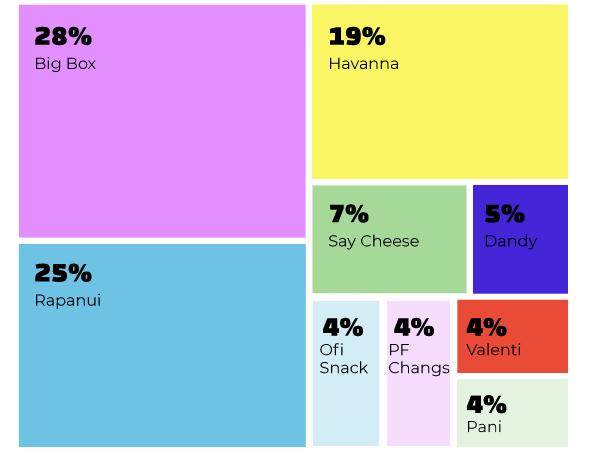 28%
Big Box
19%
Havanna
7%
Say Cheese
5%
Dandy
25%
Rapanui
4%
Ofi
Snack
4%
PF
Changs
4%
Valenti
4%
Pani